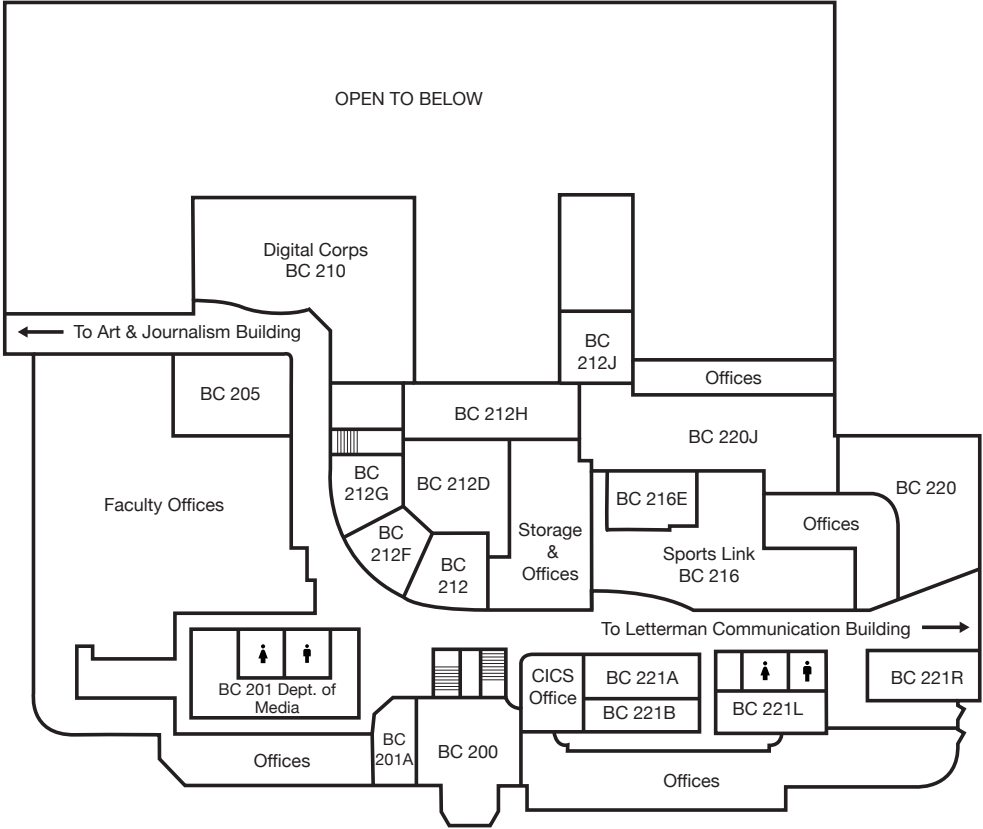 OPEN TO BELOW
Digital Corps
BC 210
To Art & Journalism Building
BC
212J
Offices
BC 205
BC 212H
BC 220J
BC
212G
BC 212D
BC 216E
BC 220
Faculty Offices
Offices
BC
212F
Storage
&
Offices
Sports Link
BC 216
BC
212
To Letterman Communication Building
BC 201 Dept. of
Media
CICS
Office
BC 221A
BC 221B
BC 221L
BC 221R
BC
201A
BC 200
Offices
Offices